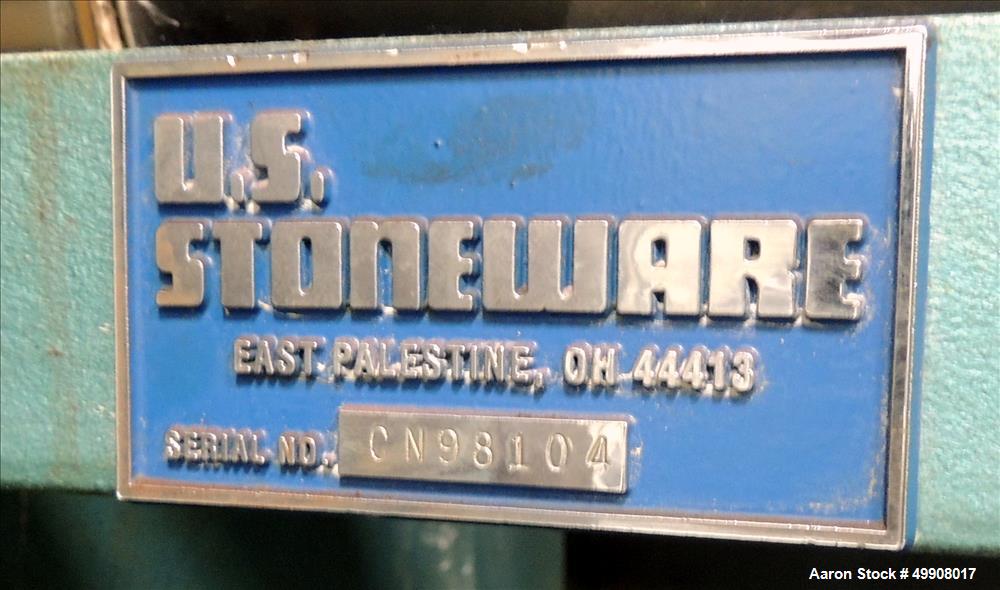 U.S.
STONEWARE
EAST PALESTINE, OH 44413
SERIAL NO. CN98104
Aaron Stock # 49908017